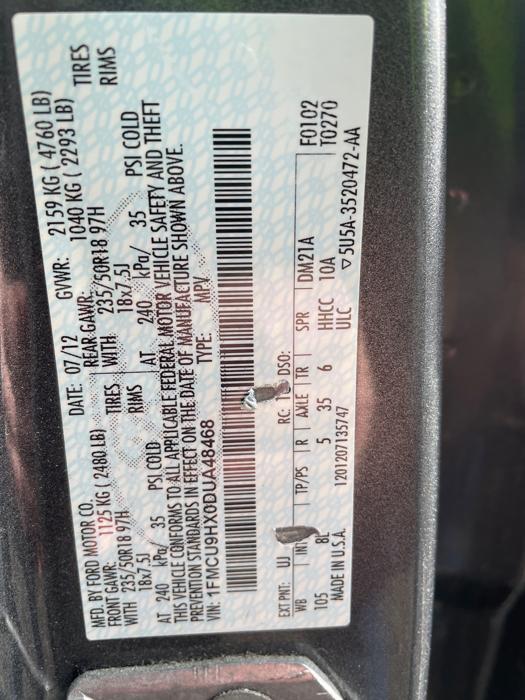 MFD. BY FORD MOTOR CO.
DATE: 07/12 GVWR: 2159 KG ( 4760 LB)
FRONT GAWR: 1125 KG ( 2480 LB) REAR GAWR: 1040 KG ( 2293 LB)
WITH 235/50R18 97H TIRES WITH 235/50R18 97H TIRES
18x7.5J RIMS 18x7.5J RIMS
AT 240 kPa/ 35 PSI COLD AT 240 kPa/ 35 PSI COLD
THIS VEHICLE CONFORMS TO ALL APPLICABLE FEDERAL MOTOR VEHICLE SAFETY AND THEFT
PREVENTION STANDARDS IN EFFECT ON THE DATE OF MANUFACTURE SHOWN ABOVE.
VIN: 1FMCU9HX0DUA48468 TYPE: MPV
EXT PNT: UJ RC: DSO: F0102
WB INT TP/PS R AXLE TR SPR DM21A T0270
105 8L 5 35 6 HHCC 10A
MADE IN U.S.A. 1201207135747 ULC ▽5U5A-3520472-AA